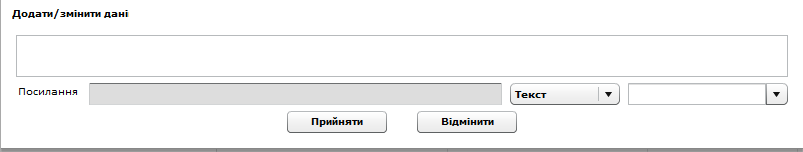 Додати/змінити дані
Посилання
Текст
Прийняти
Відмінити